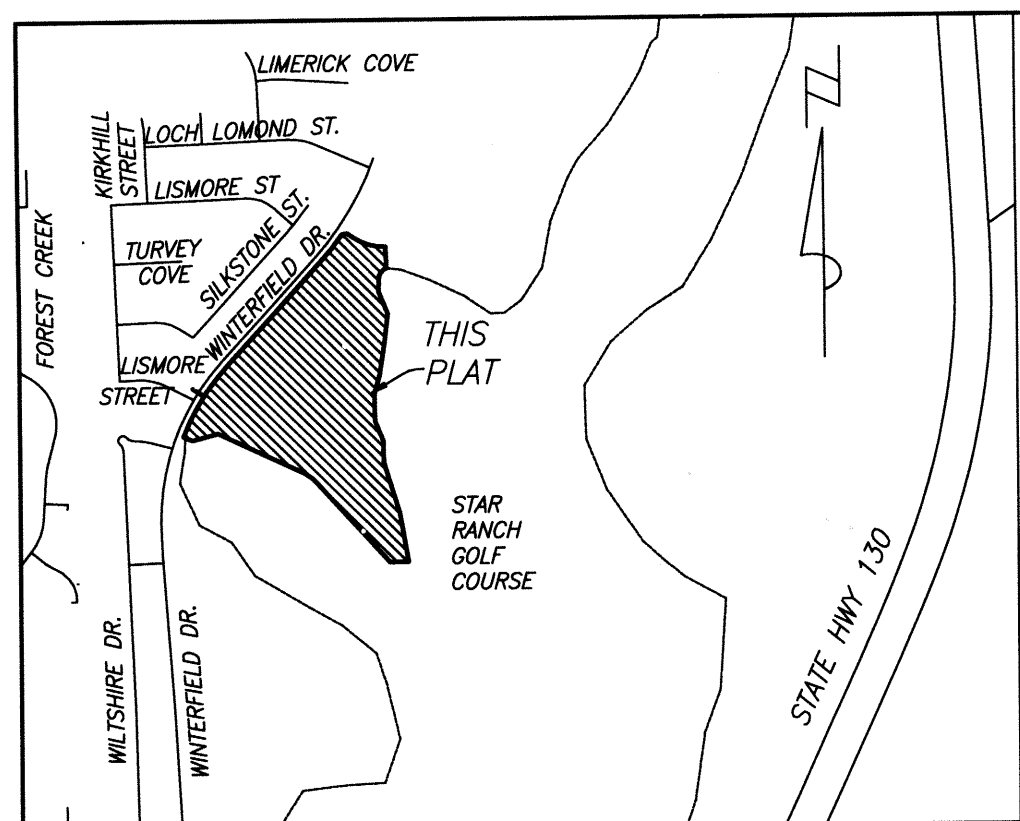 LIMERICK COVE
KIRKHILL
STREET
LOCH LOMOND ST.
LISMORE ST
SILKSTONE ST.
WINTERFIELD DR.
TURVEY
COVE
FOREST CREEK
LISMORE
STREET
THIS
PLAT
N
STAR
RANCH
GOLF
COURSE
STATE HWY 130
WILTSHIRE DR.
WINTERFIELD DR.